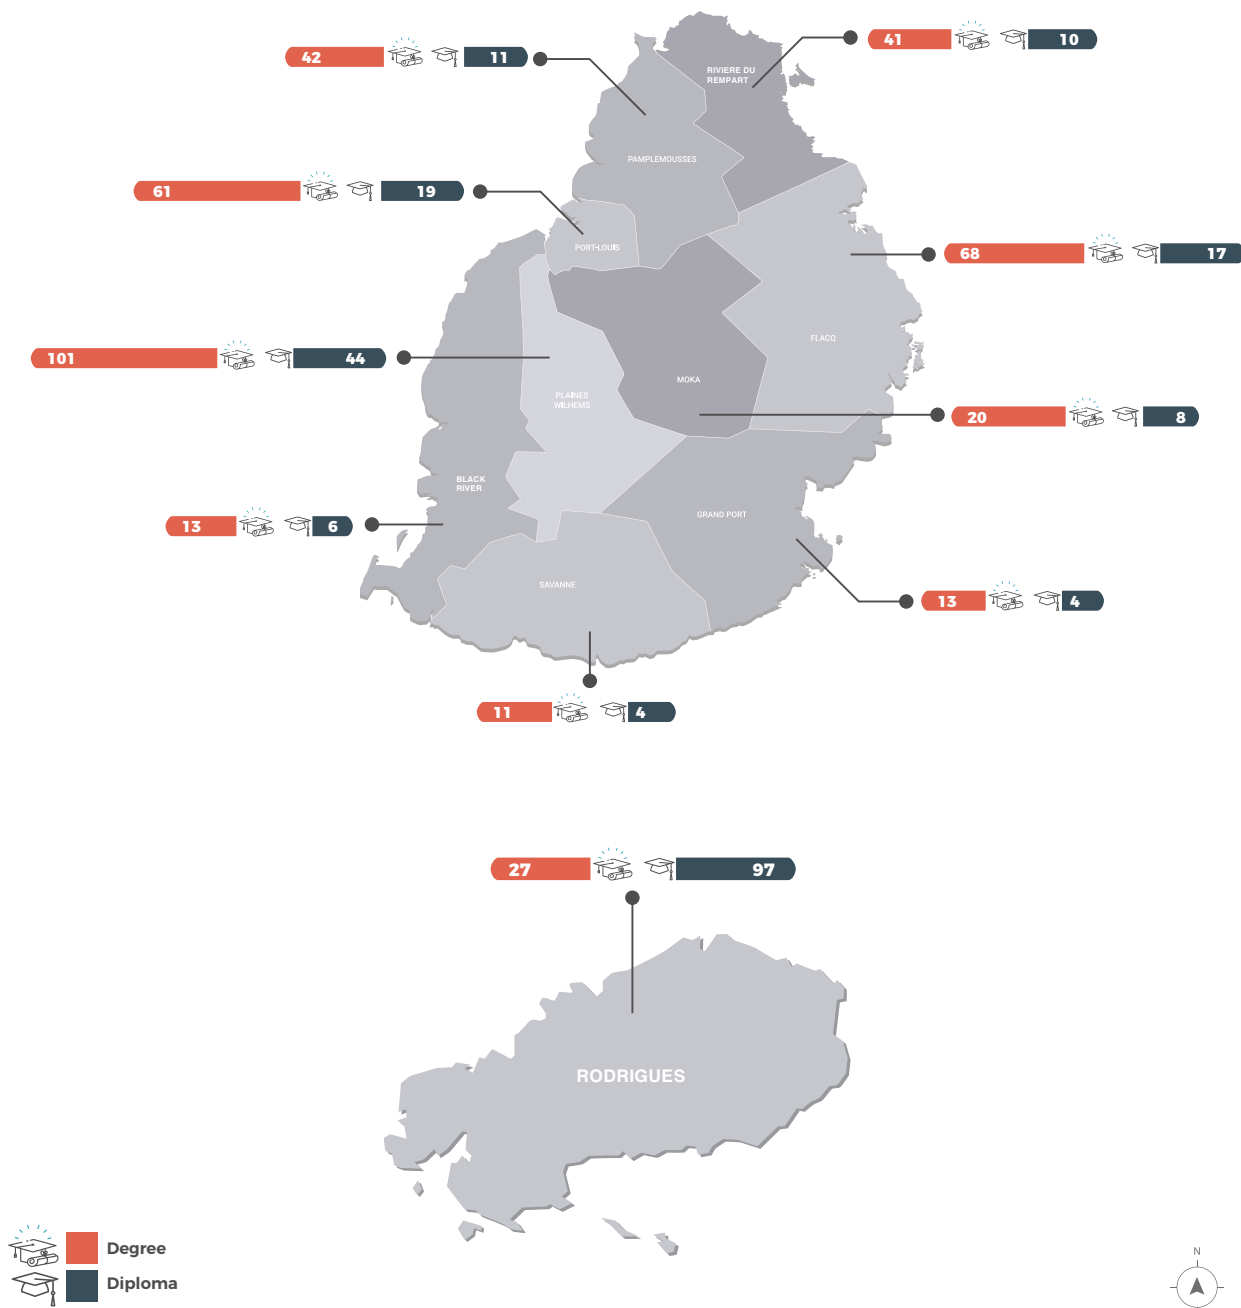 41 10
42 11
RIVIERE DU
REMPART
PAMPLEMOUSSES
61 19
PORT-LOUIS
68 17
FLACQ
101 44
MOKA
PLAINES
WILHEMS
20 8
BLACK
RIVER
GRAND PORT
13 6
SAVANNE
13 4
11 4
27 97
RODRIGUES
Degree
Diploma
N